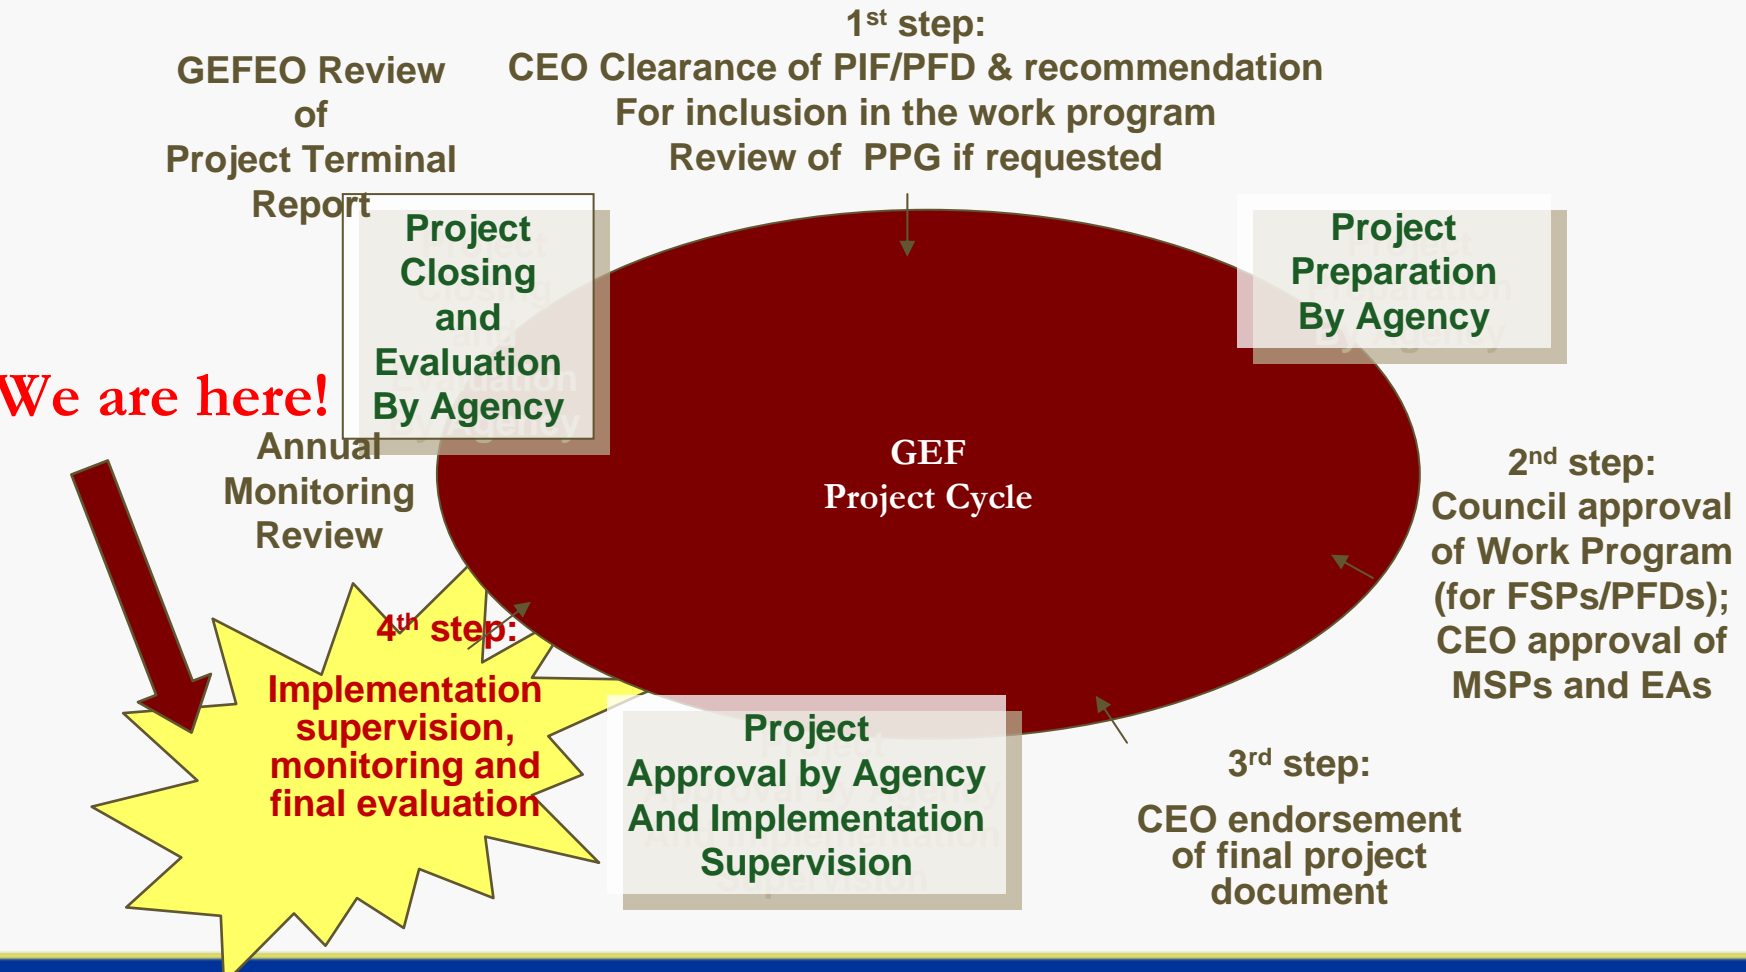 1st step:
CEO Clearance of PIF/PFD & recommendation
For inclusion in the work program
Review of PPG if requested
GEFEO Review
of
Project Terminal
Report
Project
Closing
and
Evaluation
By Agency
Project
Preparation
By Agency
We are here!
Annual
Monitoring
Review
GEF
Project Cycle
2nd step:
Council approval
of Work Program
(for FSPs/PFDs);
CEO approval of
MSPs and EAs
4th step:
Implementation
supervision,
monitoring and
final evaluation
Project
Approval by Agency
And Implementation
Supervision
3rd step:
CEO endorsement
of final project
document